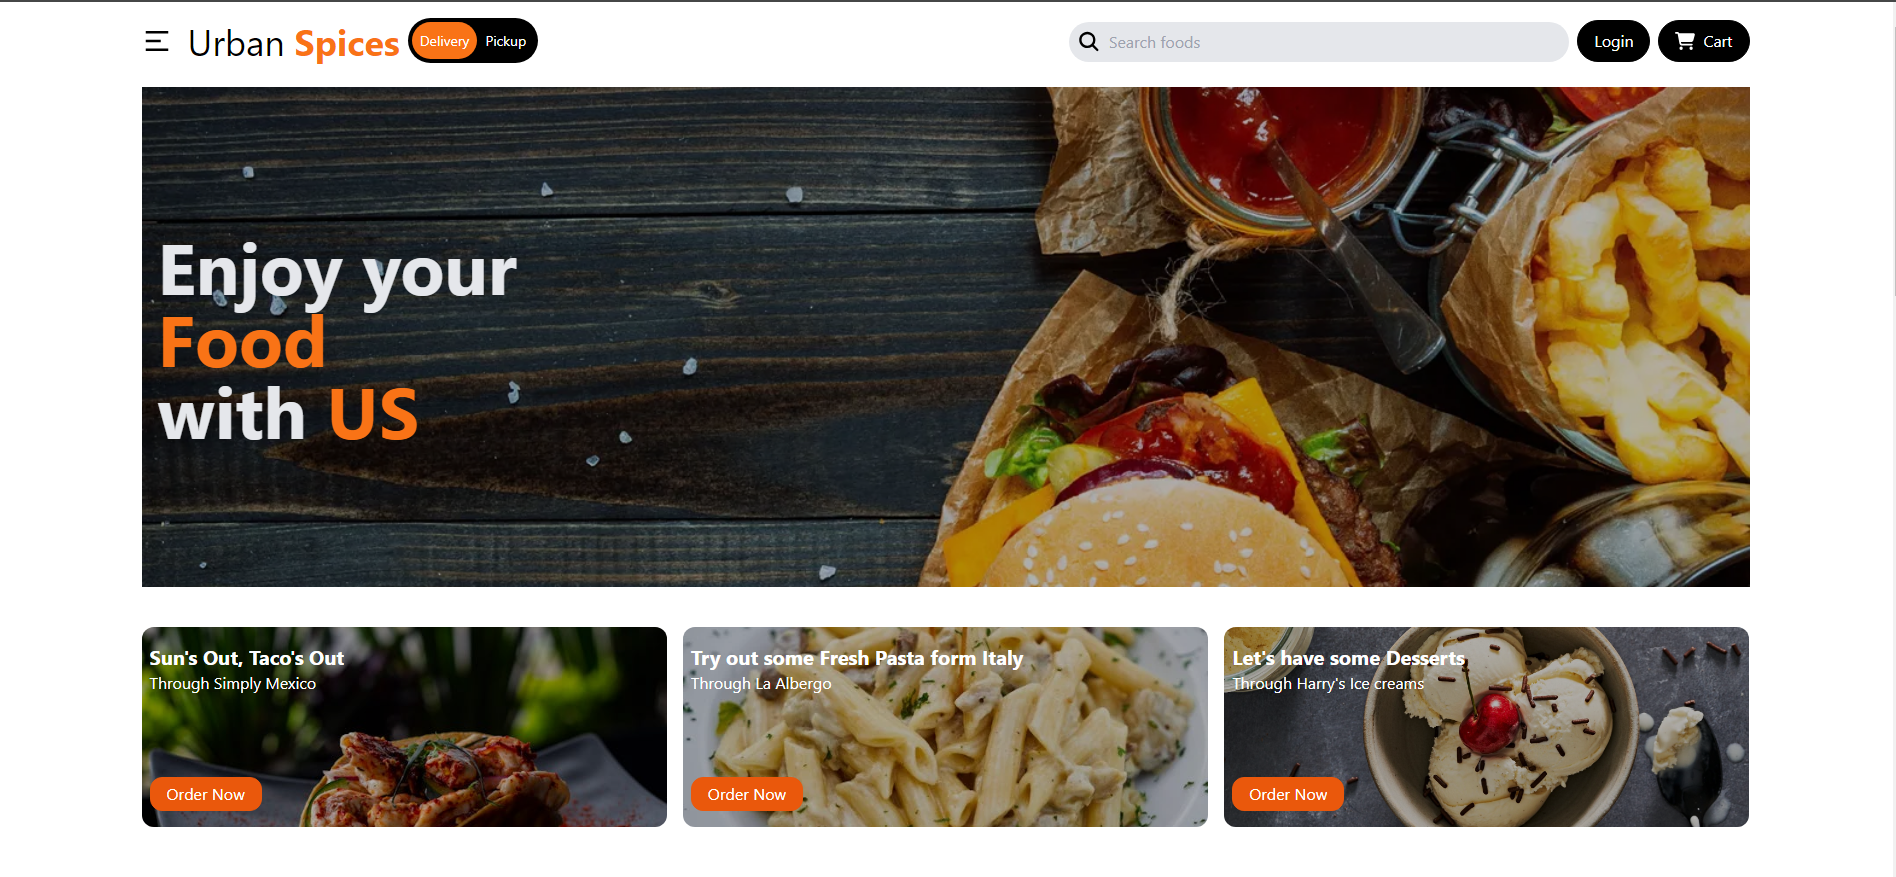 Urban Spices
Delivery Pickup
Search foods
Login
Cart
Enjoy your
Food
with US
Sun's Out, Taco's Out
Through Simply Mexico
Order Now
Try out some Fresh Pasta form Italy
Through La Albergo
Order Now
Let's have some Desserts
Through Harry's Ice creams
Order Now